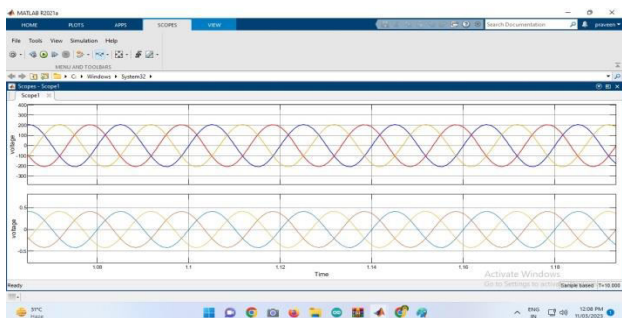 MATLAB R2021a
HOME PLOTS APPS SCOPES VIEW Search Documentation praveen
File Tools View Simulation Help
MENU AND TOOLBARS
C: Windows System32
Scopes - Scope1
Scope1
400
300
200
100
0
-100
-200
-300
voltage
0.5
0
-0.5
voltage
1.08 1.1 1.12 1.14 1.16 1.18
Time
Activate Windows
Go to Settings to activ
Ready Sample based T=10.000
31°C
Haze
ENG
IN
12:08 PM
11/05/2023